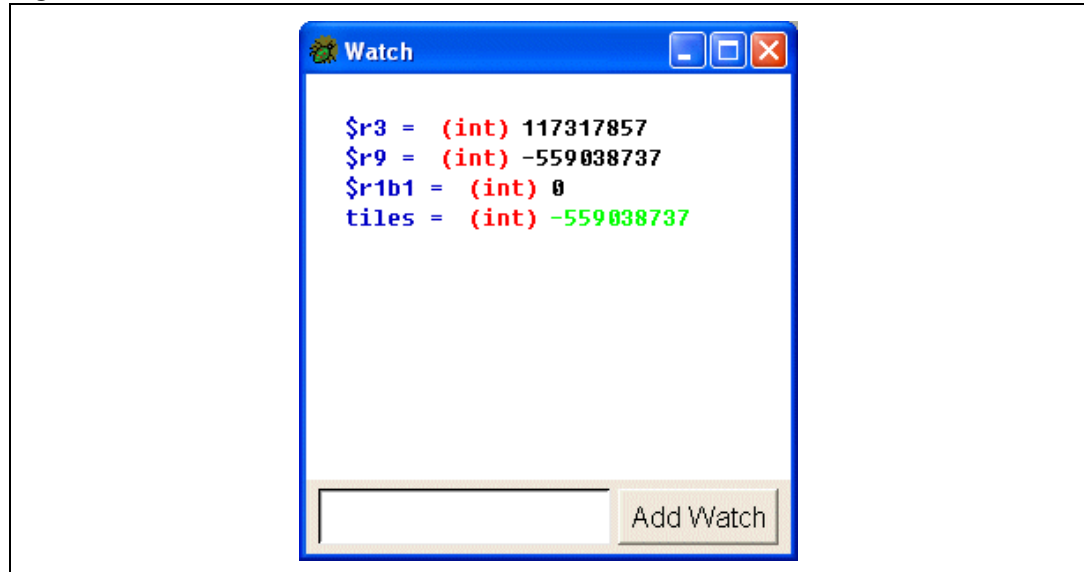 Watch
$r3 = (int) 117317857
$r9 = (int) -559038737
$r1b1 = (int) 0
tiles = (int) -559038737
Add Watch